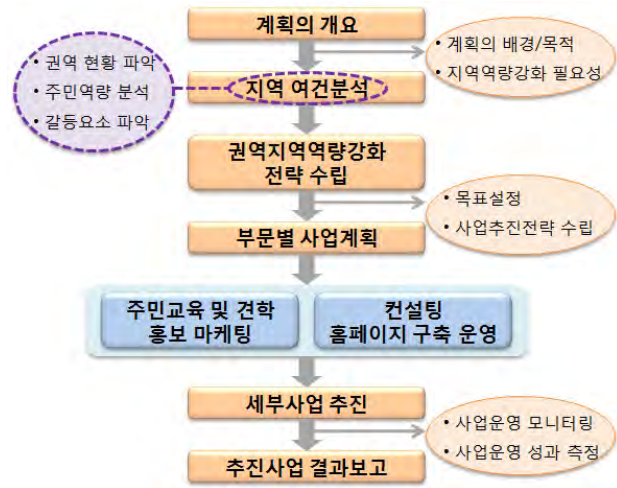 계획의 개요
• 계획의 배경/목적
• 지역역량강화 필요성
• 권역 현황 파악
• 주민역량 분석
• 갈등요소 파악
지역 여건분석
권역지역역량강화
전략 수립
• 목표설정
• 사업추진전략 수립
부문별 사업계획
주민교육 및 견학
홍보 마케팅
컨설팅
홈페이지 구축 운영
세부사업 추진
• 사업운영 모니터링
• 사업운영 성과 측정
추진사업 결과보고